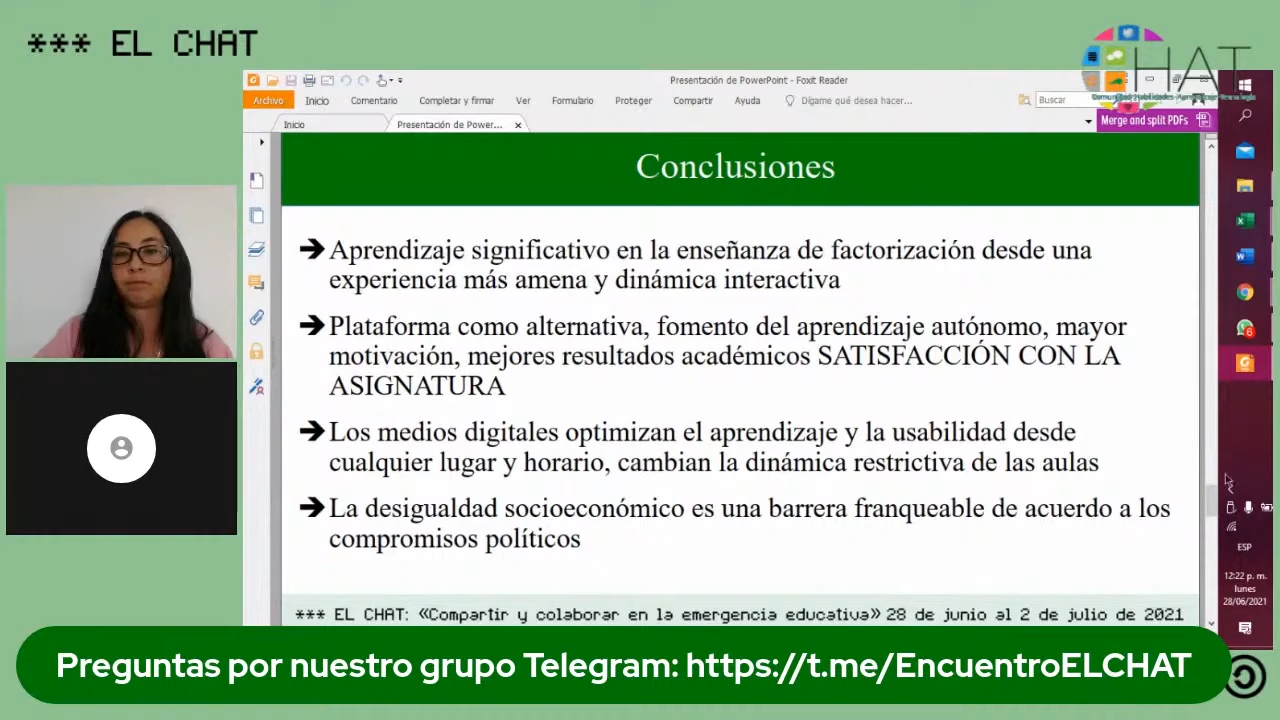 *** EL CHAT
CHAT
Presentación de PowerPoint - Foxit Reader
Archivo Inicio Comentario Completar y firmar Ver Formulario Proteger Compartir Ayuda Dígame qué desea hacer... Buscar
Inicio Presentación de Power... Merge and split PDFs
Conclusiones
➔ Aprendizaje significativo en la enseñanza de factorización desde una
experiencia más amena y dinámica interactiva
➔ Plataforma como alternativa, fomento del aprendizaje autónomo, mayor
motivación, mejores resultados académicos SATISFACCIÓN CON LA
ASIGNATURA
➔ Los medios digitales optimizan el aprendizaje y la usabilidad desde
cualquier lugar y horario, cambian la dinámica restrictiva de las aulas
➔ La desigualdad socioeconómico es una barrera franqueable de acuerdo a los
compromisos políticos
*** EL CHAT: «Compartir y colaborar en la emergencia educativa» 28 de junio al 2 de julio de 2021
6
ESP
12:22 p. m.
lunes
28/06/2021
Preguntas por nuestro grupo Telegram: https://t.me/EncuentroELCHAT